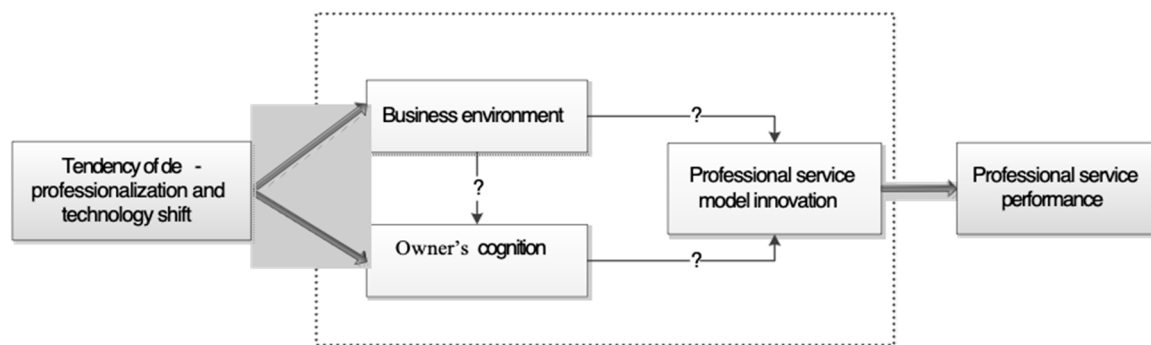 Tendency of de -
professionalization and
technology shift
Business environment
?
?
Owner's cognition
?
Professional service
model innovation
Professional service
performance